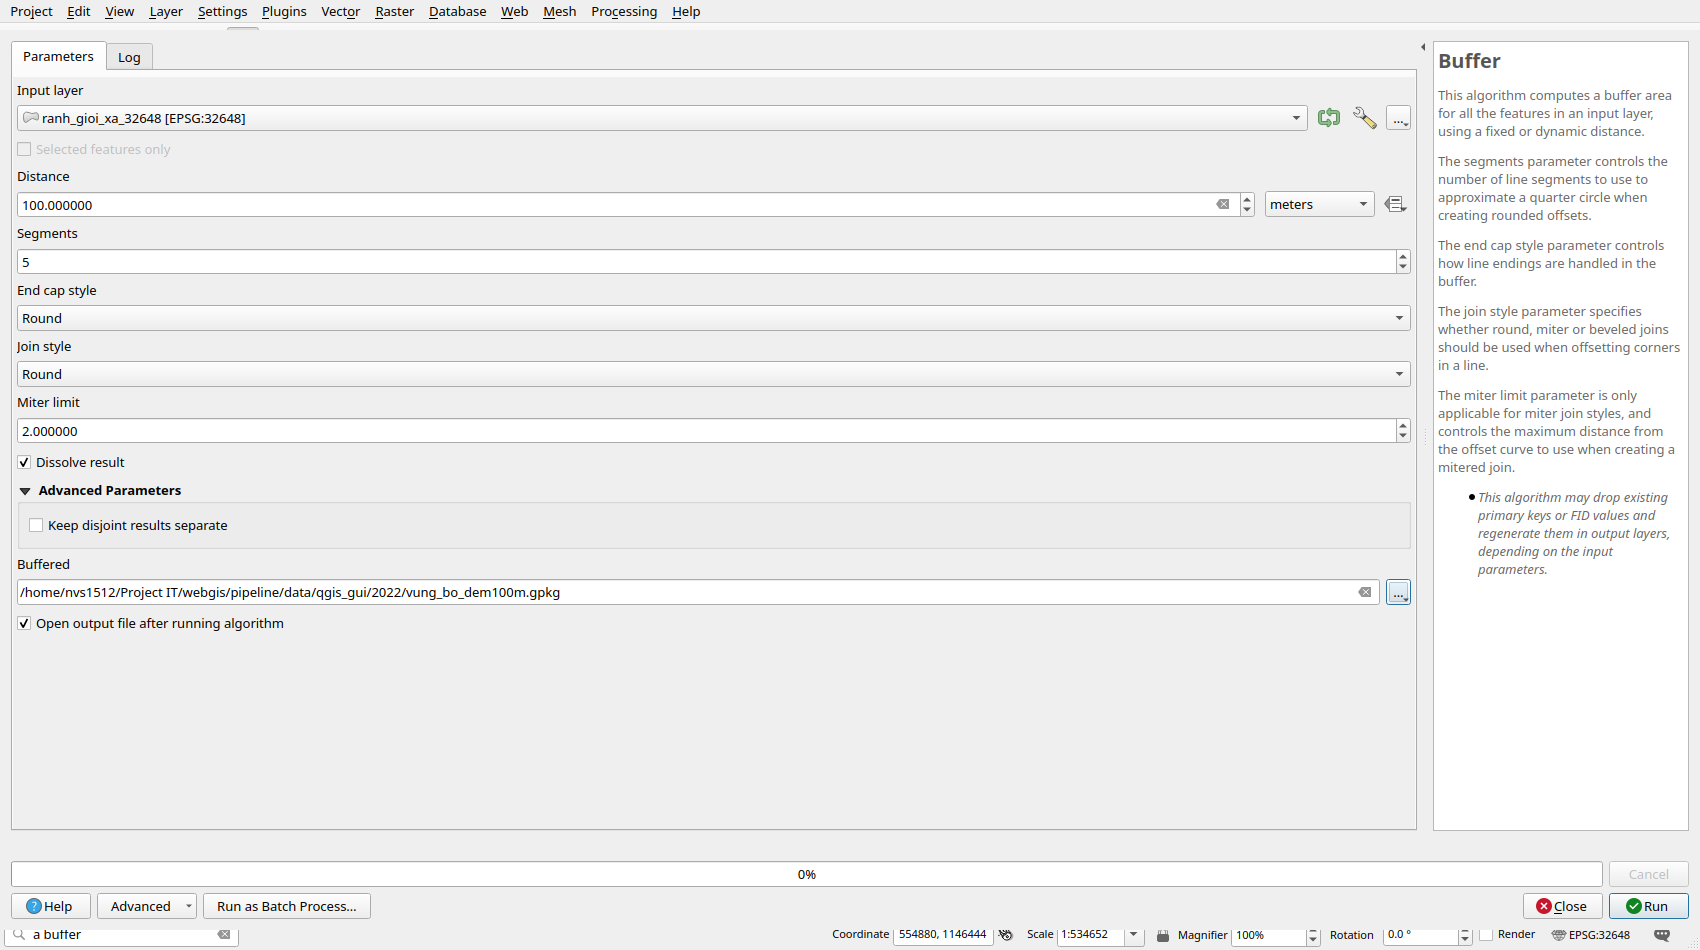 Project Edit View Layer Settings Plugins Vector Raster Database Web Mesh Processing Help
Parameters Log
Input layer
ranh_gioi_xa_32648 [EPSG:32648]
...
Selected features only
Distance
100.000000
meters
Segments
5
End cap style
Round
Join style
Round
Miter limit
2.000000
Dissolve result
Advanced Parameters
Keep disjoint results separate
Buffered
/home/nvs1512/Project IT/webgis/pipeline/data/qgis_gui/2022/vung_bo_dem100m.gpkg
...
Open output file after running algorithm
Buffer
This algorithm computes a buffer area
for all the features in an input layer,
using a fixed or dynamic distance.
The segments parameter controls the
number of line segments to use to
approximate a quarter circle when
creating rounded offsets.
The end cap style parameter controls
how line endings are handled in the
buffer.
The join style parameter specifies
whether round, miter or beveled joins
should be used when offsetting corners
in a line.
The miter limit parameter is only
applicable for miter join styles, and
controls the maximum distance from
the offset curve to use when creating a
mitered join.
This algorithm may drop existing
primary keys or FID values and
regenerate them in output layers,
depending on the input
parameters.
0%
Cancel
? Help
Advanced
Run as Batch Process...
Close
Run
a buffer
Coordinate 554880, 1146444
Scale 1:534652
Magnifier 100%
Rotation 0.0 °
Render
EPSG:32648